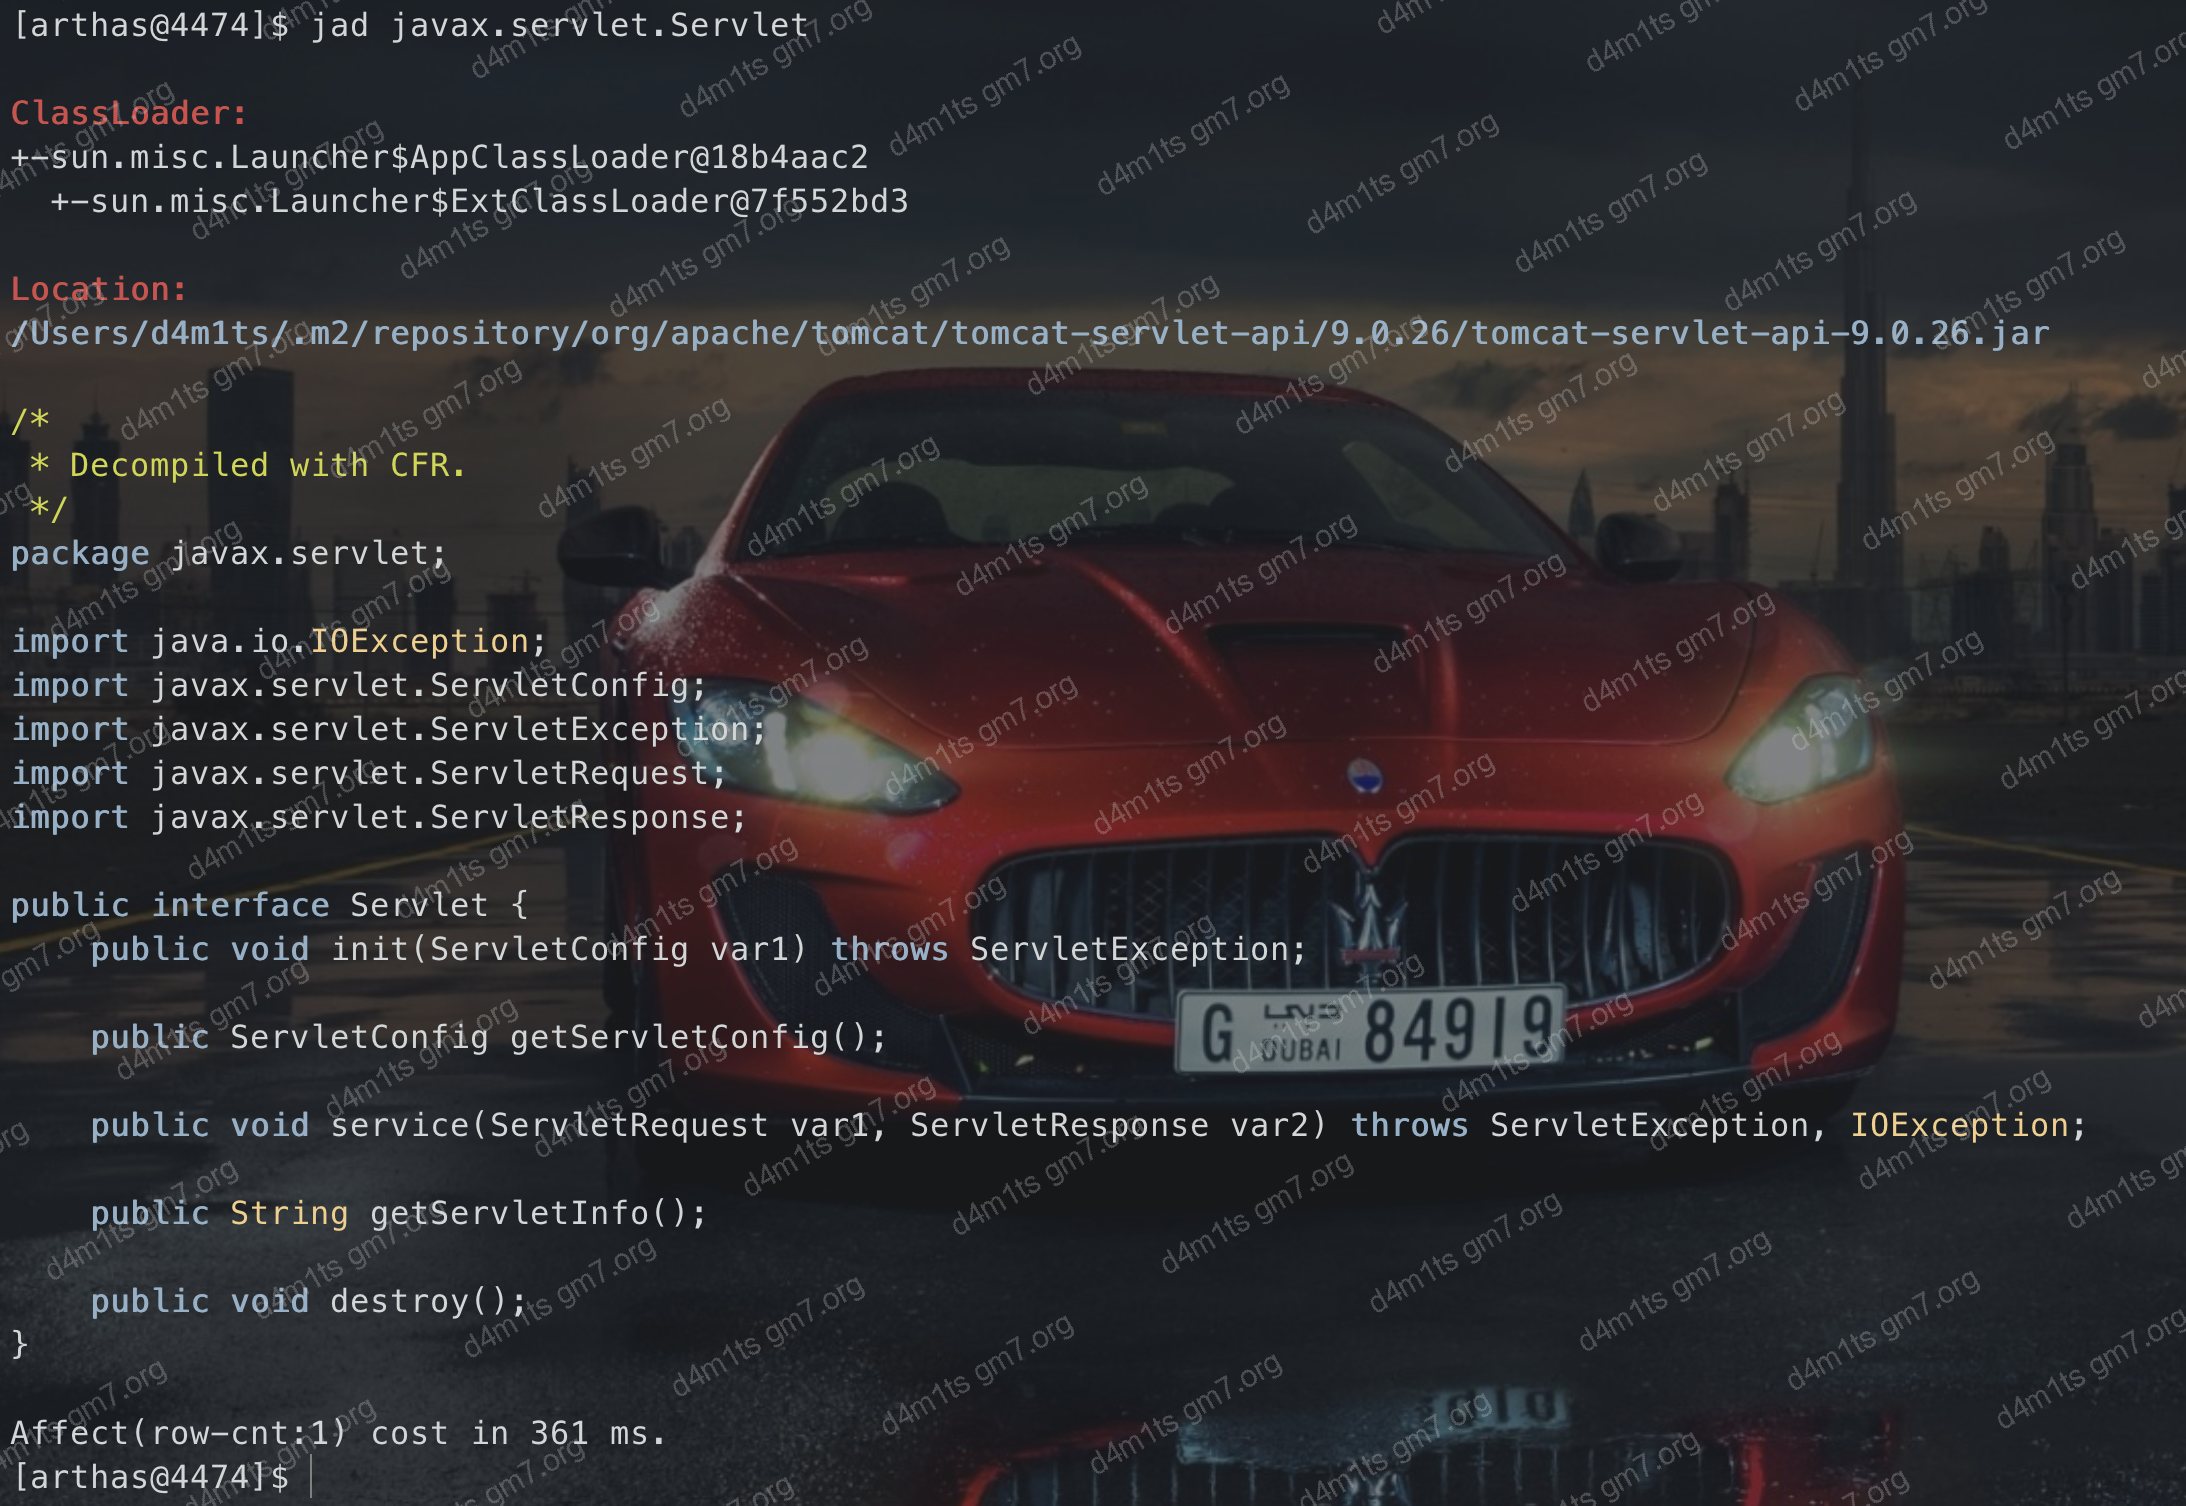 [arthas@4474]$ jad javax.servlet.Servlet
ClassLoader:
+-sun.misc.Launcher$AppClassLoader@18b4aac2
  +-sun.misc.Launcher$ExtClassLoader@7f552bd3
Location:
/Users/d4m1ts/.m2/repository/org/apache/tomcat/tomcat-servlet-api/9.0.26/tomcat-servlet-api-9.0.26.jar
/*
 * Decompiled with CFR.
 */
package javax.servlet;
import java.io.IOException;
import javax.servlet.ServletConfig;
import javax.servlet.ServletException;
import javax.servlet.ServletRequest;
import javax.servlet.ServletResponse;
public interface Servlet {
    public void init(ServletConfig var1) throws ServletException;
    public ServletConfig getServletConfig();
    public void service(ServletRequest var1, ServletResponse var2) throws ServletException, IOException;
    public String getServletInfo();
    public void destroy();
}
Affect(row-cnt:1) cost in 361 ms.
[arthas@4474]$
G DUBAI 84919
d4m1ts gm7.org